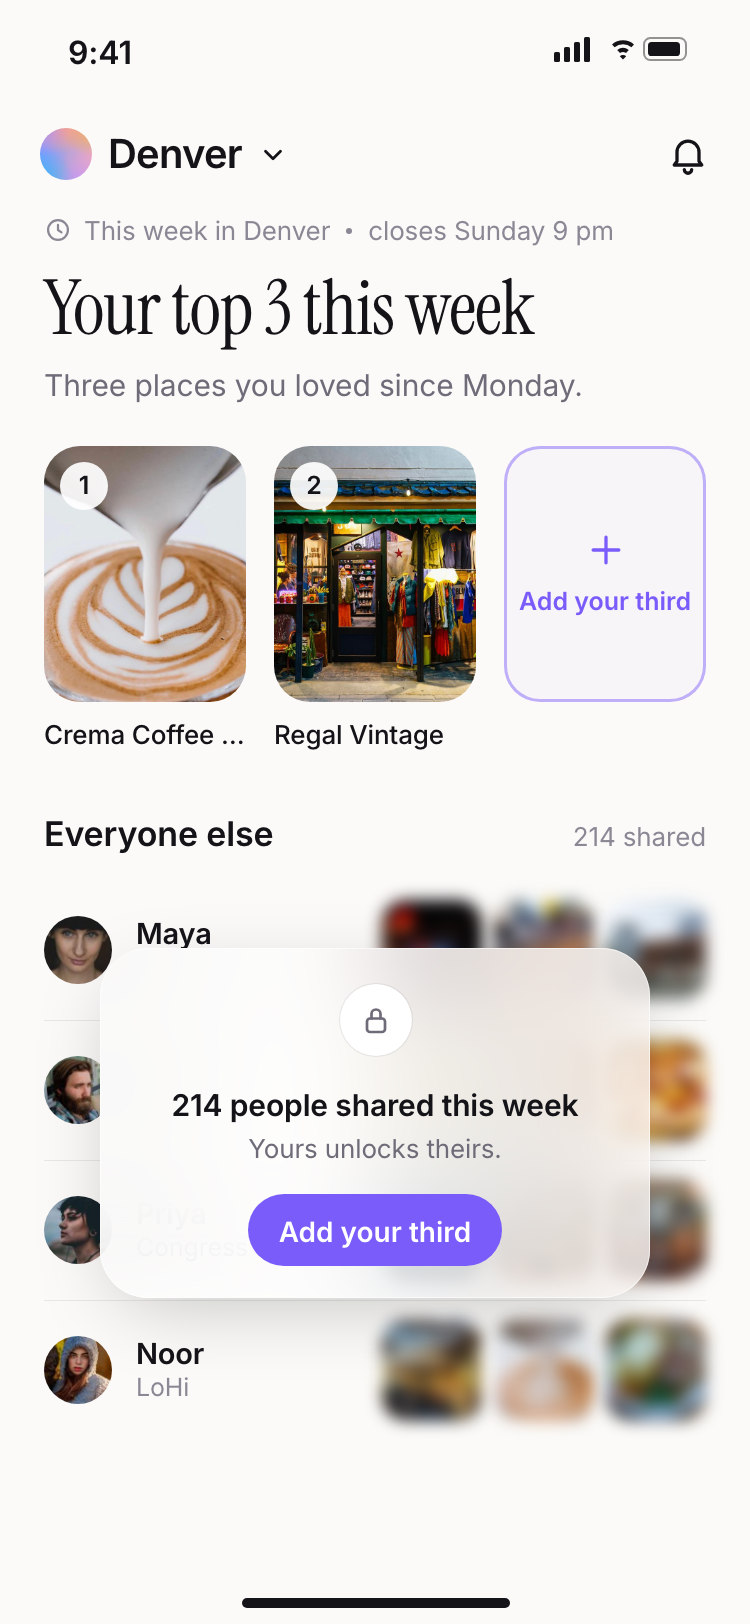 9:41
Denver
This week in Denver • closes Sunday 9 pm
Your top 3 this week
Three places you loved since Monday.
1
2
Add your third
Crema Coffee ...
Regal Vintage
Everyone else
214 shared
Maya
214 people shared this week
Yours unlocks theirs.
Priya
Congress
Add your third
Noor
LoHi